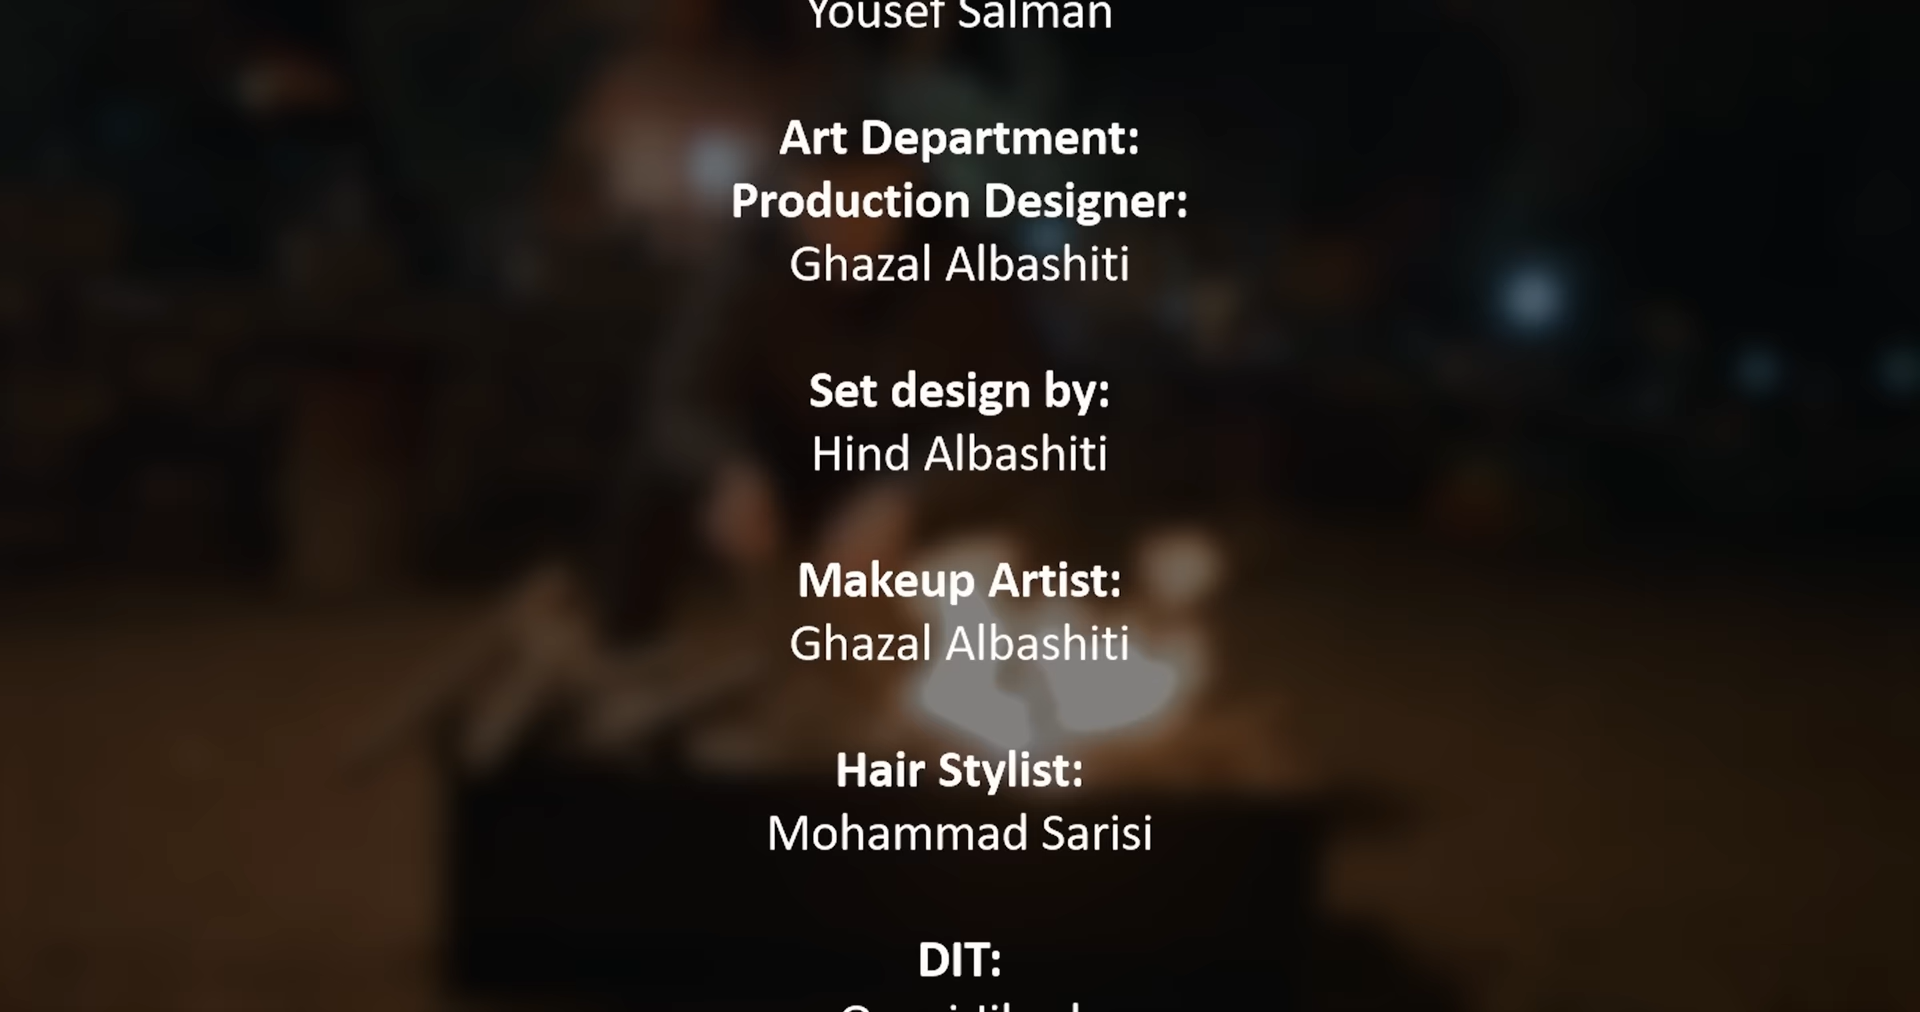 Yousef Salman
Art Department:
Production Designer:
Ghazal Albashiti
Set design by:
Hind Albashiti
Makeup Artist:
Ghazal Albashiti
Hair Stylist:
Mohammad Sarisi
DIT: